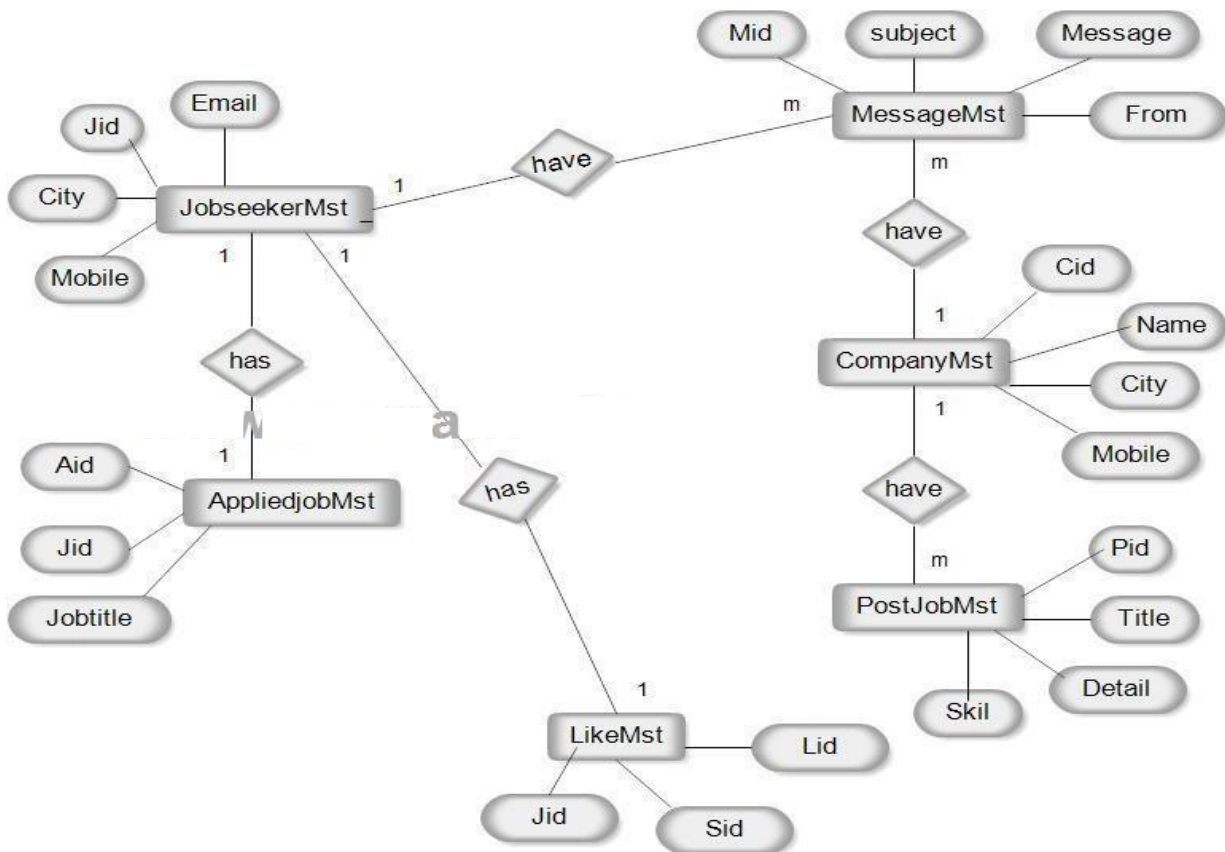 Mid
subject
Message
Email
m
MessageMst
From
Jid
have
m
City
1
JobseekerMst
have
1
1
Cid
Mobile
1
Name
has
CompanyMst
City
1
a
Mobile
Aid
1
has
have
AppliedjobMst
Jid
m
Pid
PostJobMst
Title
Jobtitle
Detail
1
Skil
LikeMst
Lid
Jid
Sid